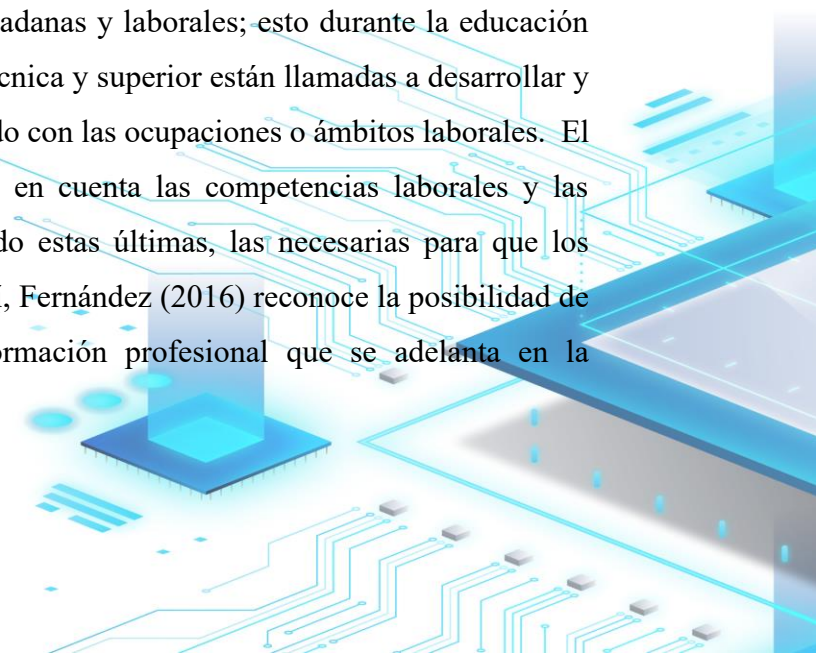 adanas y laborales; esto durante la educación
cnica y superior están llamadas a desarrollar y
do con las ocupaciones o ámbitos laborales. El
en cuenta las competencias laborales y las
do estas últimas, las necesarias para que los
, Fernández (2016) reconoce la posibilidad de
ormación profesional que se adelanta en la